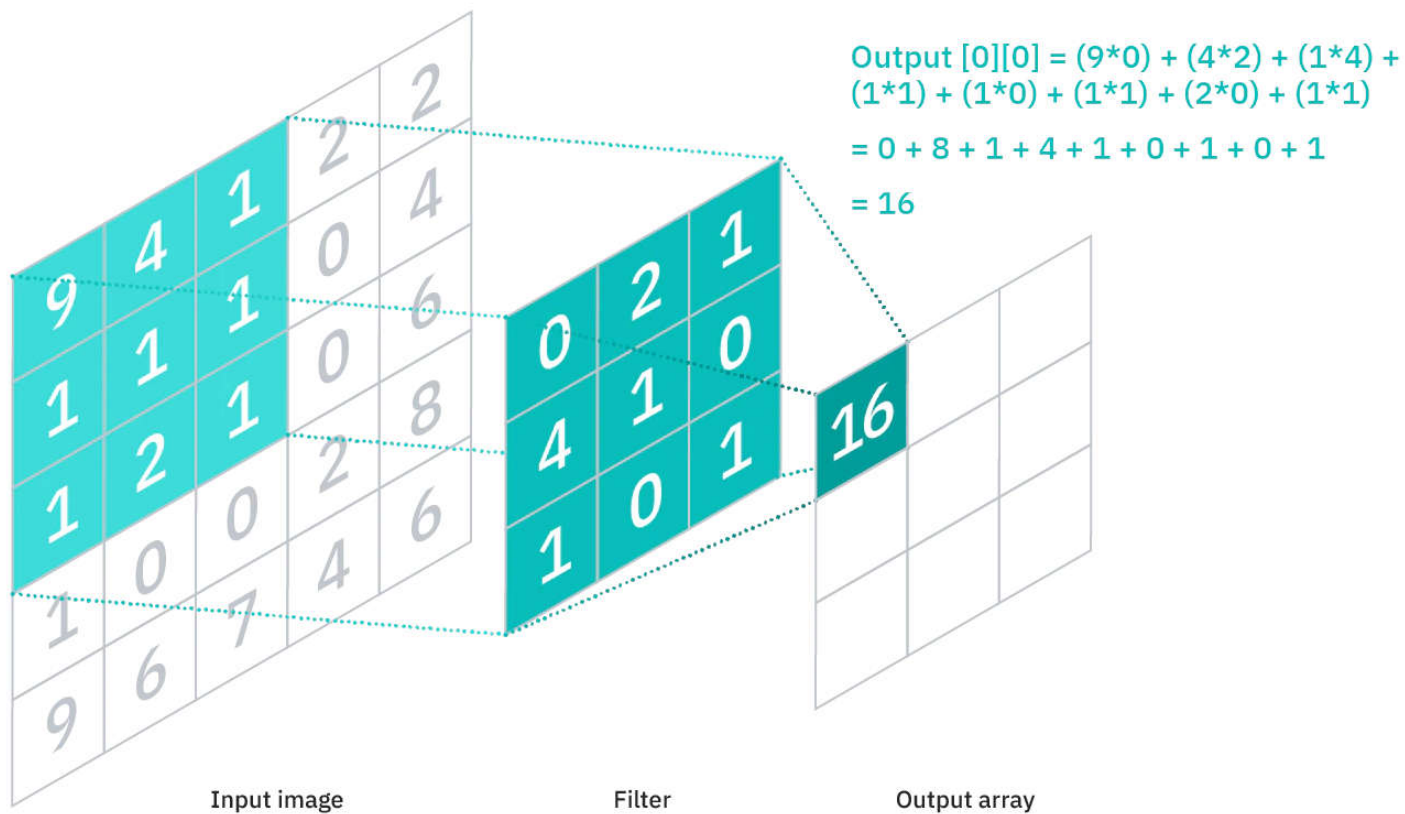 Output [0][0] = (9*0) + (4*2) + (1*4) +
(1*1) + (1*0) + (1*1) + (2*0) + (1*1)
= 0 + 8 + 1 + 4 + 1 + 0 + 1 + 0 + 1
= 16
9 4 1 2 2
1 1 1 0 4
1 2 1 0 6
1 0 0 2 8
9 6 7 4 6
0 2 1
4 1 0
1 0 1
16
Input image
Filter
Output array